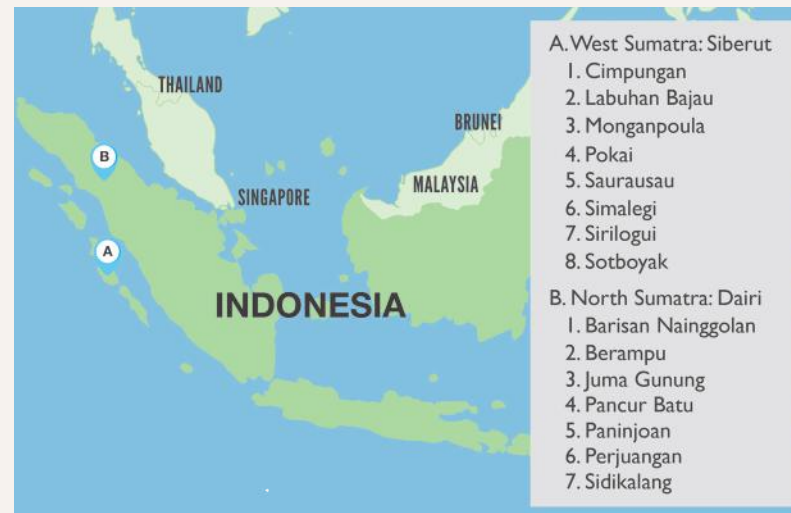 THAILAND
BRUNEI
MALAYSIA
SINGAPORE
B
A
INDONESIA
A. West Sumatra: Siberut
1. Cimpungan
2. Labuhan Bajau
3. Monganpoula
4. Pokai
5. Saurausau
6. Simalegi
7. Sirilogui
8. Sotboyak
B. North Sumatra: Dairi
1. Barisan Nainggolan
2. Berampu
3. Juma Gunung
4. Pancur Batu
5. Paninjoan
6. Perjuangan
7. Sidikalang